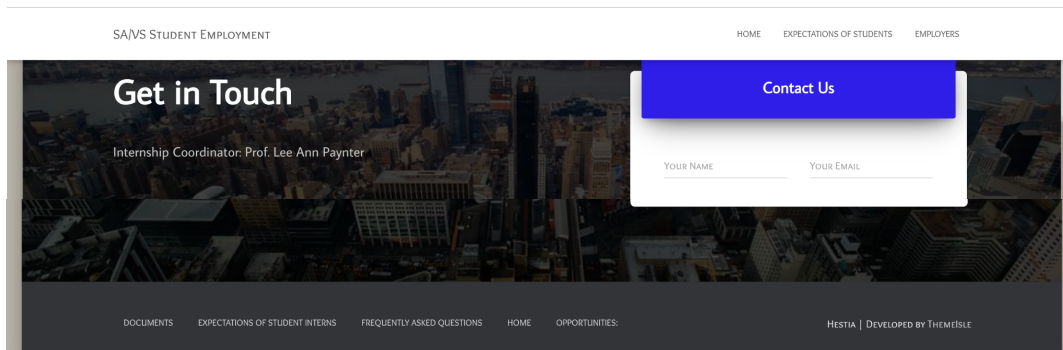 SA/VS Student Employment
HOME EXPECTATIONS OF STUDENTS EMPLOYERS
Get in Touch
Internship Coordinator: Prof. Lee Ann Paynter
Contact Us
Your Name Your Email
DOCUMENTS EXPECTATIONS OF STUDENT INTERNS FREQUENTLY ASKED QUESTIONS HOME OPPORTUNITIES:
Hestia | Developed by ThemeIsle